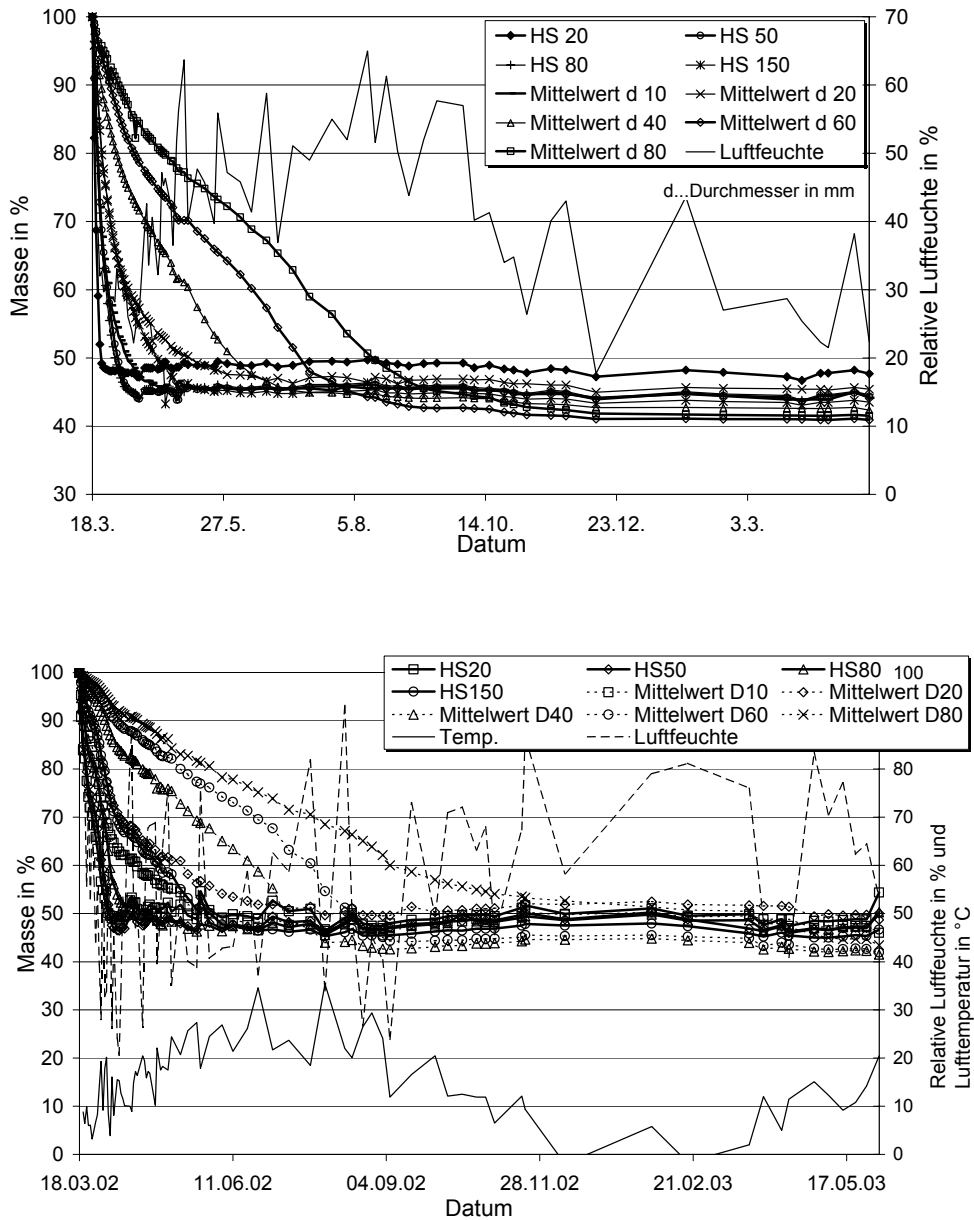 100
90
80
70
60
50
40
30
Masse in %
HS 20
HS 50
HS 80
HS 150
Mittelwert d 10
Mittelwert d 20
Mittelwert d 40
Mittelwert d 60
Mittelwert d 80
Luftfeuchte
d...Durchmesser in mm
70
60
50
40
30
20
10
0
Relative Luftfeuchte in %
18.3.
27.5.
5.8.
14.10.
23.12.
3.3.
Datum
100
90
80
70
60
50
40
30
20
10
0
Masse in %
HS20
HS50
HS80
HS150
Mittelwert D10
Mittelwert D20
Mittelwert D40
Mittelwert D60
Mittelwert D80
Temp.
Luftfeuchte
100
80
70
60
50
40
30
20
10
0
Relative Luftfeuchte in % und
Lufttemperatur in °C
18.03.02
11.06.02
04.09.02
28.11.02
21.02.03
17.05.03
Datum